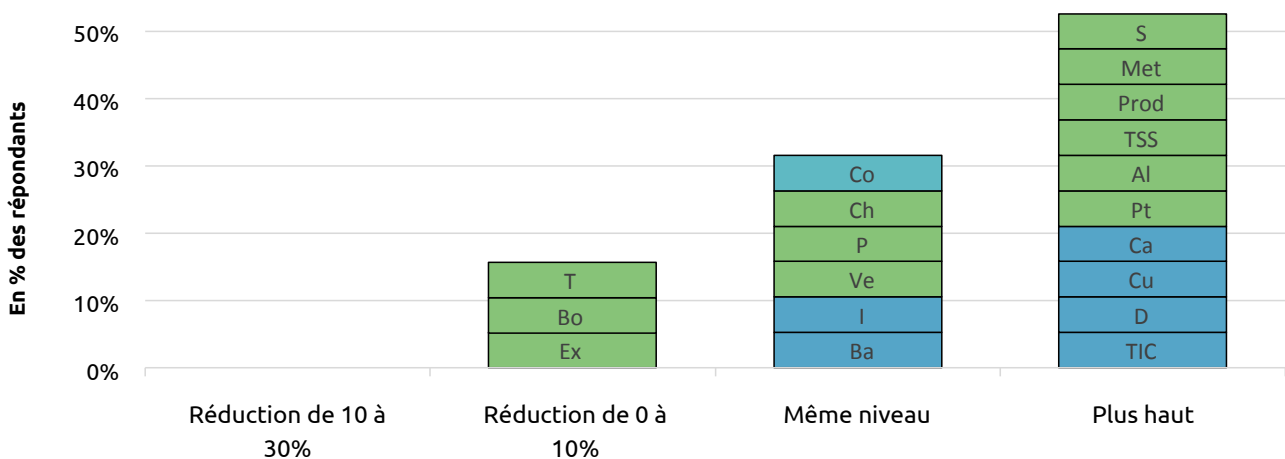 En % des répondants
50%
40%
30%
20%
10%
0%
T
Bo
Ex
Co
Ch
P
Ve
I
Ba
S
Met
Prod
TSS
Al
Pt
Ca
Cu
D
TIC
Réduction de 10 à
30%
Réduction de 0 à
10%
Même niveau
Plus haut